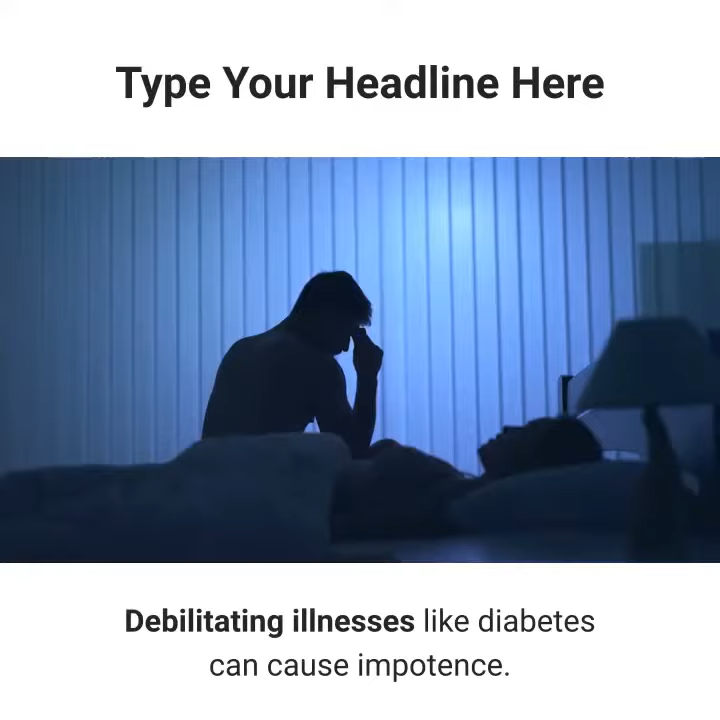 Type Your Headline Here
Debilitating illnesses like diabetes
can cause impotence.